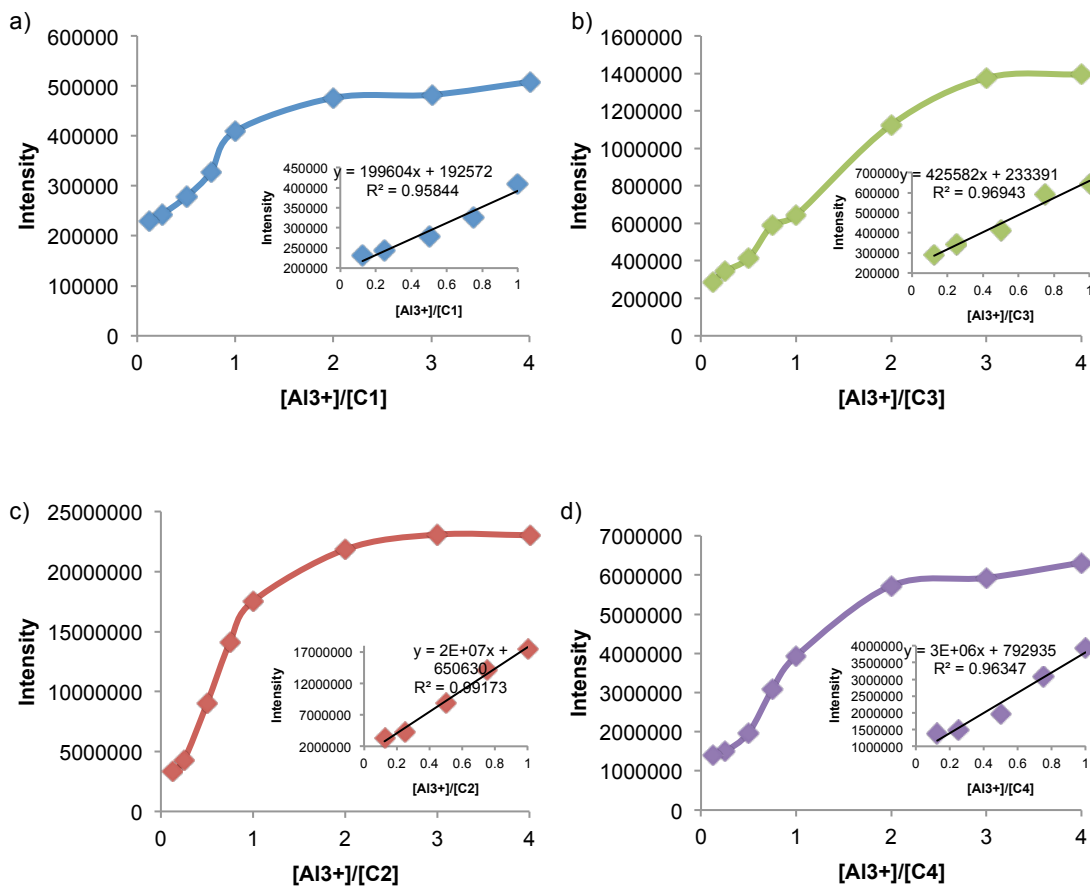 a)
600000
500000
400000
300000
200000
100000
0
Intensity
0 1 2 3 4
[Al3+]/[C1]
y = 199604x + 192572
R² = 0.95844
450000
400000
350000
300000
250000
200000
Intensity
0 0.2 0.4 0.6 0.8 1
[Al3+]/[C1]
b)
1600000
1400000
1200000
1000000
800000
600000
400000
200000
0
Intensity
0 1 2 3 4
[Al3+]/[C3]
y = 425582x + 233391
R² = 0.96943
700000
600000
500000
400000
300000
200000
Intensity
0 0.2 0.4 0.6 0.8 1
[Al3+]/[C3]
c)
25000000
20000000
15000000
10000000
5000000
0
Intensity
0 1 2 3 4
[Al3+]/[C2]
y = 2E+07x +
650630
R² = 0.99173
17000000
12000000
7000000
2000000
Intensity
0 0.2 0.4 0.6 0.8 1
[Al3+]/[C2]
d)
7000000
6000000
5000000
4000000
3000000
2000000
1000000
0
Intensity
0 1 2 3 4
[Al3+]/[C4]
y = 3E+06x + 792935
R² = 0.96347
4000000
3500000
3000000
2500000
2000000
1500000
1000000
Intensity
0 0.2 0.4 0.6 0.8 1
[Al3+]/[C4]